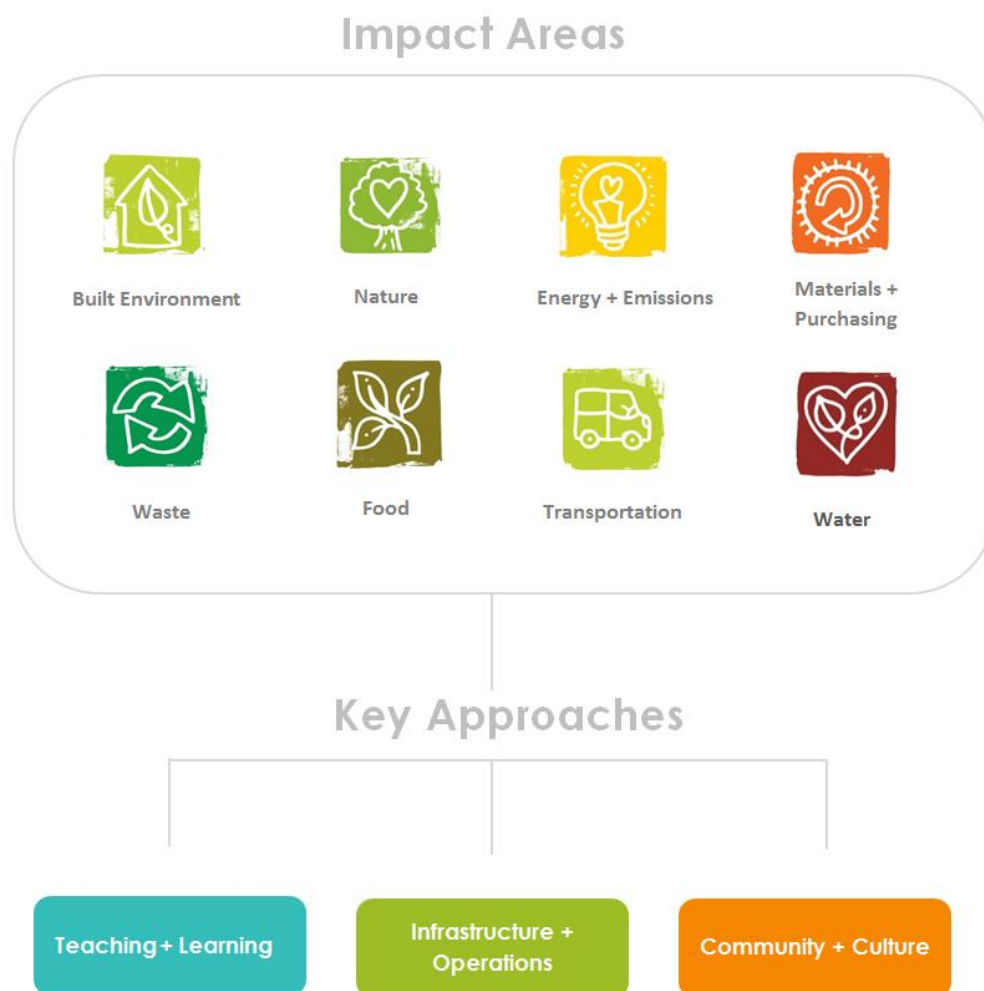 Impact Areas
Built Environment
Nature
Energy + Emissions
Materials +
Purchasing
Waste
Food
Transportation
Water
Key Approaches
Teaching + Learning
Infrastructure +
Operations
Community + Culture